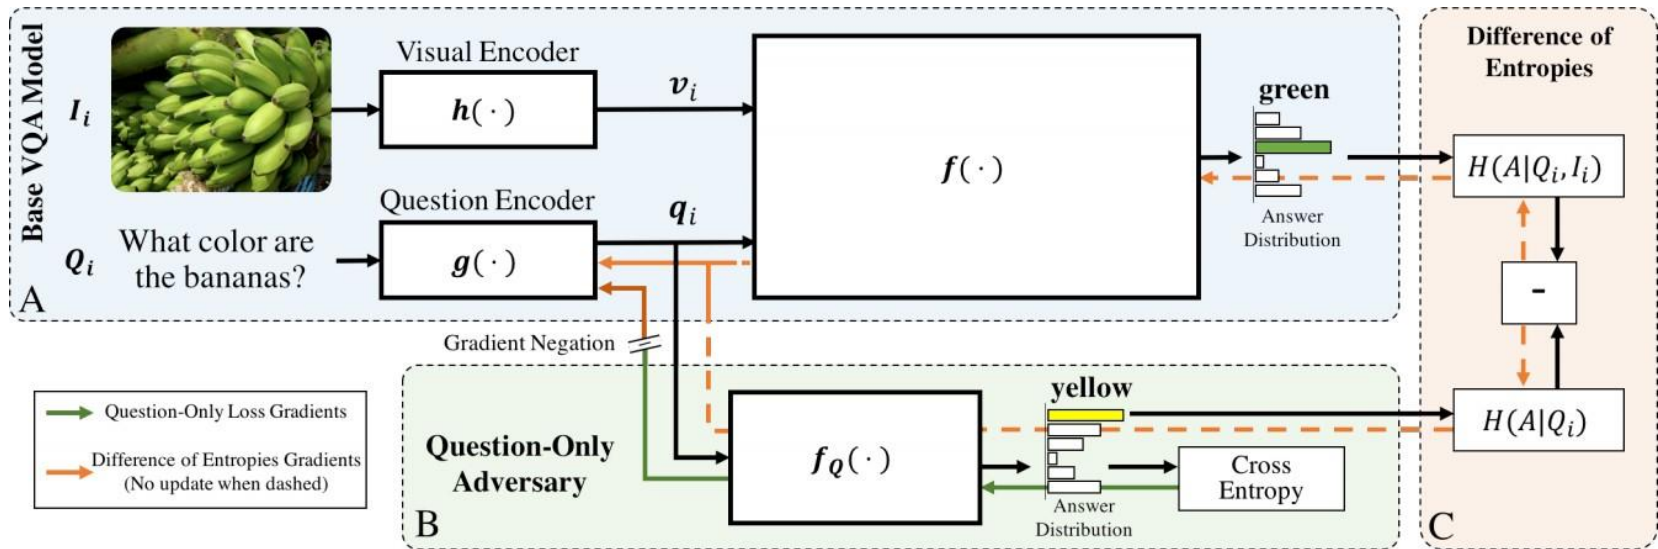 Base VQA Model
I_i
Visual Encoder
h(·)
v_i
Q_i
What color are
the bananas?
Question Encoder
g(·)
q_i
f(·)
green
Answer
Distribution
A
Difference of
Entropies
H(A|Q_i, I_i)
-
H(A|Q_i)
C
Gradient Negation
Question-Only
Adversary
f_Q(·)
yellow
Answer
Distribution
Cross
Entropy
B
Question-Only Loss Gradients
Difference of Entropies Gradients
(No update when dashed)